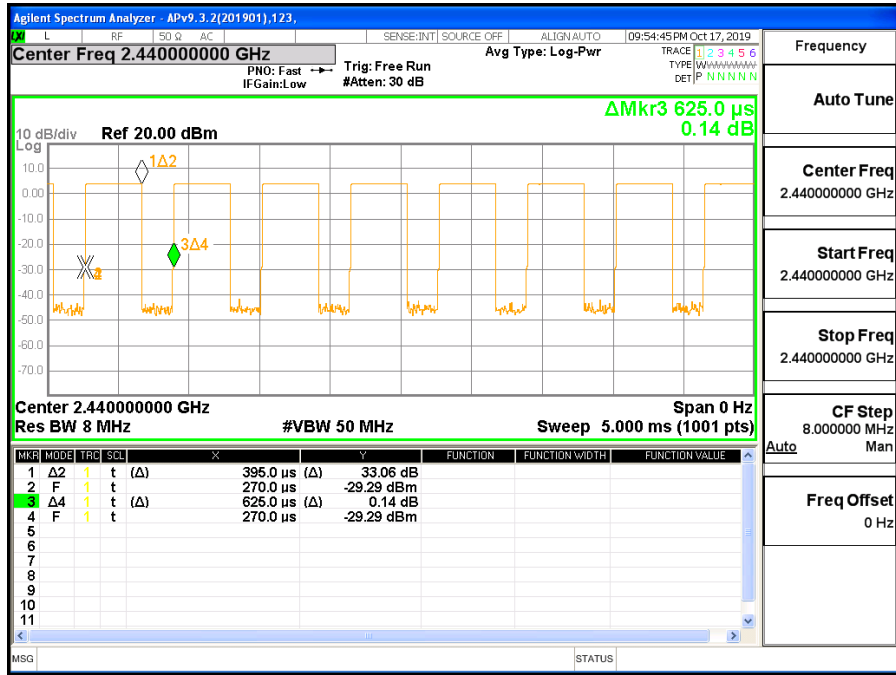 Agilent Spectrum Analyzer - APv9.3.2(201901),123,
LXI L RF 50 Ω AC SENSE:INT SOURCE OFF ALIGN AUTO 09:54:45 PM Oct 17, 2019
Center Freq 2.440000000 GHz
PNO: Fast
IFGain:Low
Trig: Free Run
#Atten: 30 dB
Avg Type: Log-Pwr
TRACE 1 2 3 4 5 6
TYPE WWWWWW
DET P N N N N N
ΔMkr3 625.0 µs
0.14 dB
10 dB/div Ref 20.00 dBm
Log
10.0
0.00
-10.0
-20.0
-30.0
-40.0
-50.0
-60.0
-70.0
1Δ2
3Δ4
Center 2.440000000 GHz Span 0 Hz
Res BW 8 MHz #VBW 50 MHz Sweep 5.000 ms (1001 pts)
MKR MODE TRC SCL X Y FUNCTION FUNCTION WIDTH FUNCTION VALUE
1 Δ2 1 t (Δ) 395.0 µs (Δ) 33.06 dB
2 F 1 t 270.0 µs -29.29 dBm
3 Δ4 1 t (Δ) 625.0 µs (Δ) 0.14 dB
4 F 1 t 270.0 µs -29.29 dBm
5
6
7
8
9
10
11
MSG STATUS
Frequency
Auto Tune
Center Freq
2.440000000 GHz
Start Freq
2.440000000 GHz
Stop Freq
2.440000000 GHz
CF Step
8.000000 MHz
Auto Man
Freq Offset
0 Hz